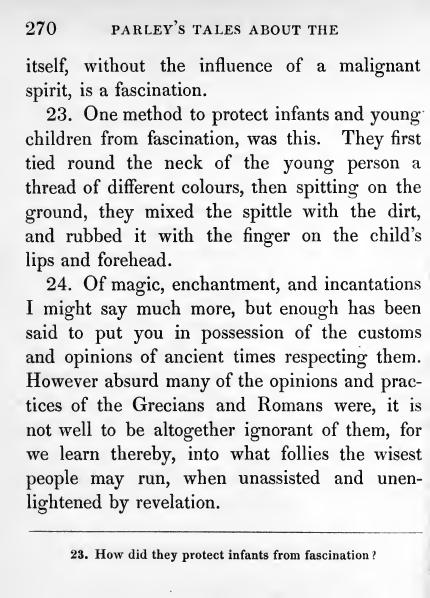 270 PARLEY'S TALES ABOUT THE
itself, without the influence of a malignant
spirit, is a fascination.
23. One method to protect infants and young
children from fascination, was this. They first
tied round the neck of the young person a
thread of different colours, then spitting on the
ground, they mixed the spittle with the dirt,
and rubbed it with the finger on the child's
lips and forehead.
24. Of magic, enchantment, and incantations
I might say much more, but enough has been
said to put you in possession of the customs
and opinions of ancient times respecting them.
However absurd many of the opinions and prac-
tices of the Grecians and Romans were, it is
not well to be altogether ignorant of them, for
we learn thereby, into what follies the wisest
people may run, when unassisted and unen-
lightened by revelation.
23. How did they protect infants from fascination?